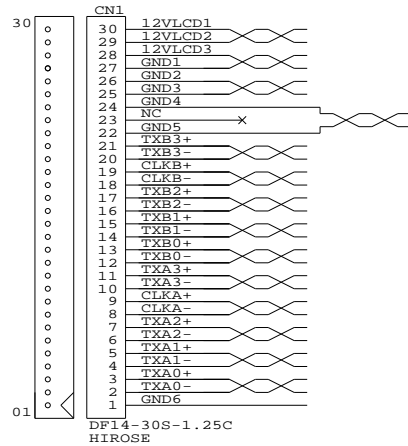 CN1
30
30 12VLCD1
29 12VLCD2
28 12VLCD3
27 GND1
26 GND2
25 GND3
24 GND4
23 NC
22 GND5
21 TXB3+
20 TXB3-
19 CLKB+
18 CLKB-
17 TXB2+
16 TXB2-
15 TXB1+
14 TXB1-
13 TXB0+
12 TXB0-
11 TXA3+
10 TXA3-
9 CLKA+
8 CLKA-
7 TXA2+
6 TXA2-
5 TXA1+
4 TXA1-
3 TXA0+
2 TXA0-
1 GND6
01
DF14-30S-1.25C
HIROSE